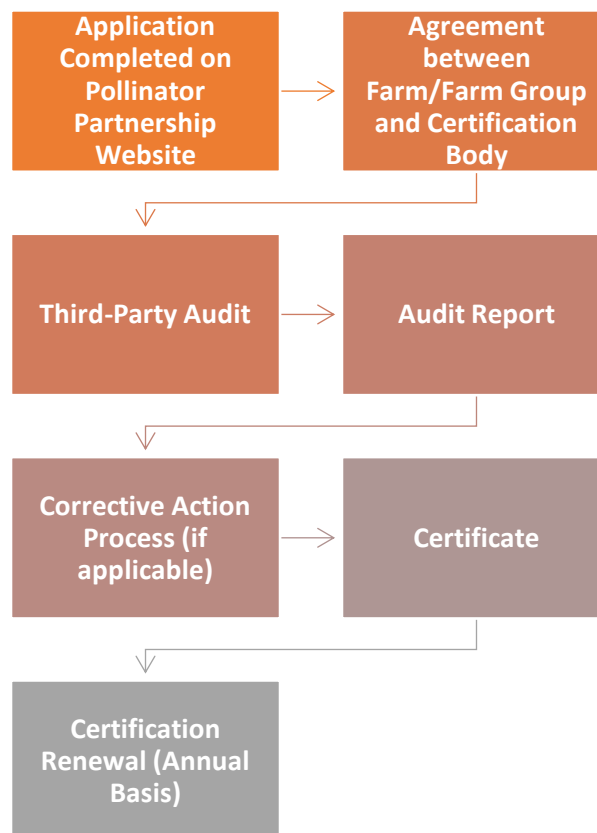 Application
Completed on
Pollinator
Partnership
Website
Agreement
between
Farm/Farm Group
and Certification
Body
Third-Party Audit
Audit Report
Corrective Action
Process (if
applicable)
Certificate
Certification
Renewal (Annual
Basis)